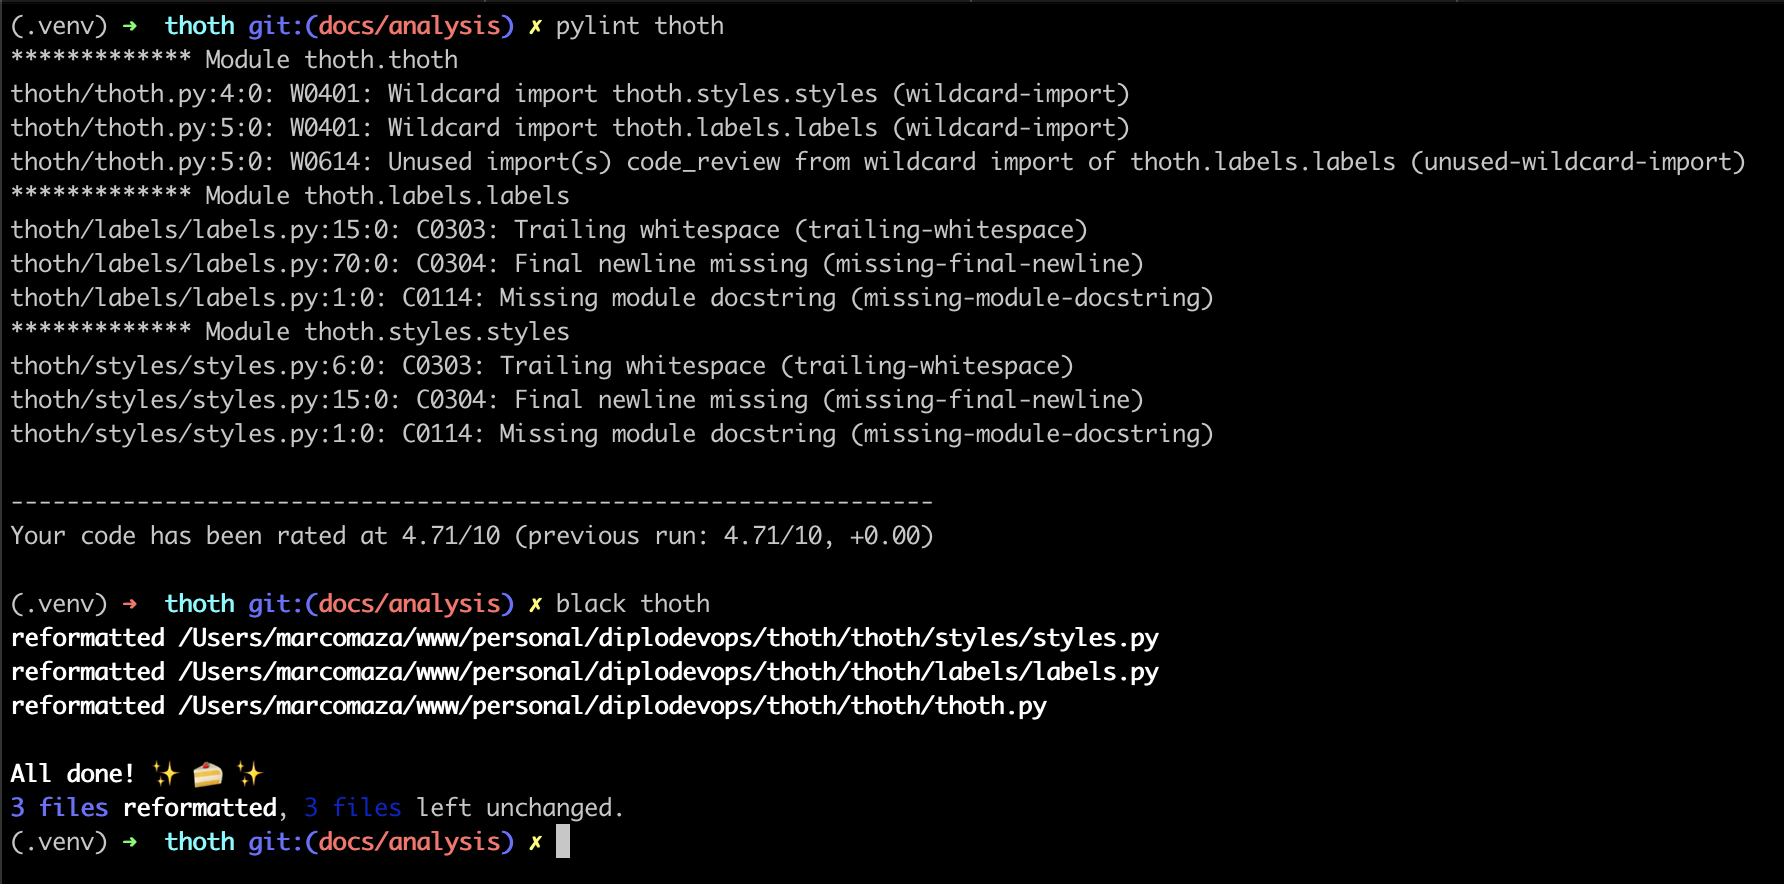 (.venv) ➜  thoth git:(docs/analysis) ✗ pylint thoth
************* Module thoth.thoth
thoth/thoth.py:4:0: W0401: Wildcard import thoth.styles.styles (wildcard-import)
thoth/thoth.py:5:0: W0401: Wildcard import thoth.labels.labels (wildcard-import)
thoth/thoth.py:5:0: W0614: Unused import(s) code_review from wildcard import of thoth.labels.labels (unused-wildcard-import)
************* Module thoth.labels.labels
thoth/labels/labels.py:15:0: C0303: Trailing whitespace (trailing-whitespace)
thoth/labels/labels.py:70:0: C0304: Final newline missing (missing-final-newline)
thoth/labels/labels.py:1:0: C0114: Missing module docstring (missing-module-docstring)
************* Module thoth.styles.styles
thoth/styles/styles.py:6:0: C0303: Trailing whitespace (trailing-whitespace)
thoth/styles/styles.py:15:0: C0304: Final newline missing (missing-final-newline)
thoth/styles/styles.py:1:0: C0114: Missing module docstring (missing-module-docstring)
------------------------------------------------------------------
Your code has been rated at 4.71/10 (previous run: 4.71/10, +0.00)
(.venv) ➜  thoth git:(docs/analysis) ✗ black thoth
reformatted /Users/marcomaza/www/personal/diplodevops/thoth/thoth/styles/styles.py
reformatted /Users/marcomaza/www/personal/diplodevops/thoth/thoth/labels/labels.py
reformatted /Users/marcomaza/www/personal/diplodevops/thoth/thoth/thoth.py
All done! ✨ 🍰 ✨
3 files reformatted, 3 files left unchanged.
(.venv) ➜  thoth git:(docs/analysis) ✗